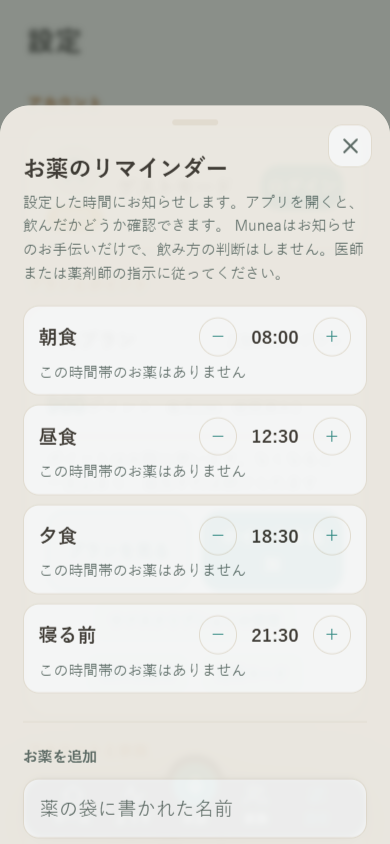 設定
お薬のリマインダー
設定した時間にお知らせします。アプリを開くと、
飲んだかどうか確認できます。 Muneaはお知らせ
のお手伝いだけで、飲み方の判断はしません。医師
または薬剤師の指示に従ってください。
朝食
− 08:00 +
この時間帯のお薬はありません
昼食
− 12:30 +
この時間帯のお薬はありません
夕食
− 18:30 +
この時間帯のお薬はありません
寝る前
− 21:30 +
この時間帯のお薬はありません
お薬を追加
薬の袋に書かれた名前